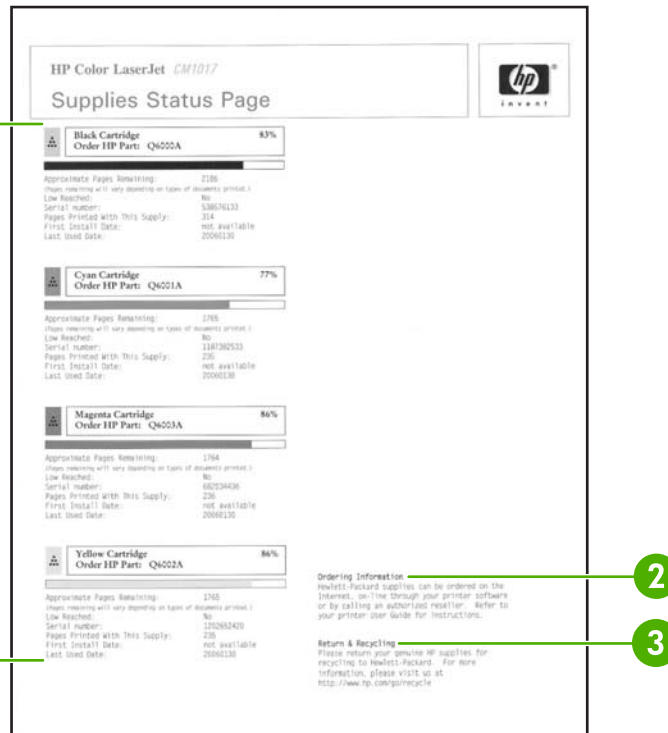 HP Color LaserJet CM1017
Supplies Status Page
hp
invent
Black Cartridge 83%
Order HP Part: Q6000A
Approximate Pages Remaining: 2186
(Pages remaining will vary depending on types of documents printed.)
Low Reached: No
Serial number: 538576133
Pages Printed With This Supply: 314
First Install Date: not available
Last Used Date: 20060130
Cyan Cartridge 77%
Order HP Part: Q6001A
Approximate Pages Remaining: 1765
(Pages remaining will vary depending on types of documents printed.)
Low Reached: No
Serial number: 1187382533
Pages Printed With This Supply: 235
First Install Date: not available
Last Used Date: 20060130
Magenta Cartridge 86%
Order HP Part: Q6003A
Approximate Pages Remaining: 1764
(Pages remaining will vary depending on types of documents printed.)
Low Reached: No
Serial number: 682034436
Pages Printed With This Supply: 236
First Install Date: not available
Last Used Date: 20060130
Yellow Cartridge 86%
Order HP Part: Q6002A
Approximate Pages Remaining: 1765
(Pages remaining will vary depending on types of documents printed.)
Low Reached: No
Serial number: 1202652420
Pages Printed With This Supply: 235
First Install Date: not available
Last Used Date: 20060130
Ordering Information
Hewlett-Packard supplies can be ordered on the
Internet, on-line through your printer software
or by calling an authorized reseller. Refer to
your printer User Guide for instructions.
2
Return & Recycling
Please return your genuine HP supplies for
recycling to Hewlett-Packard. For more
information, please visit us at
http://www.hp.com/go/recycle
3